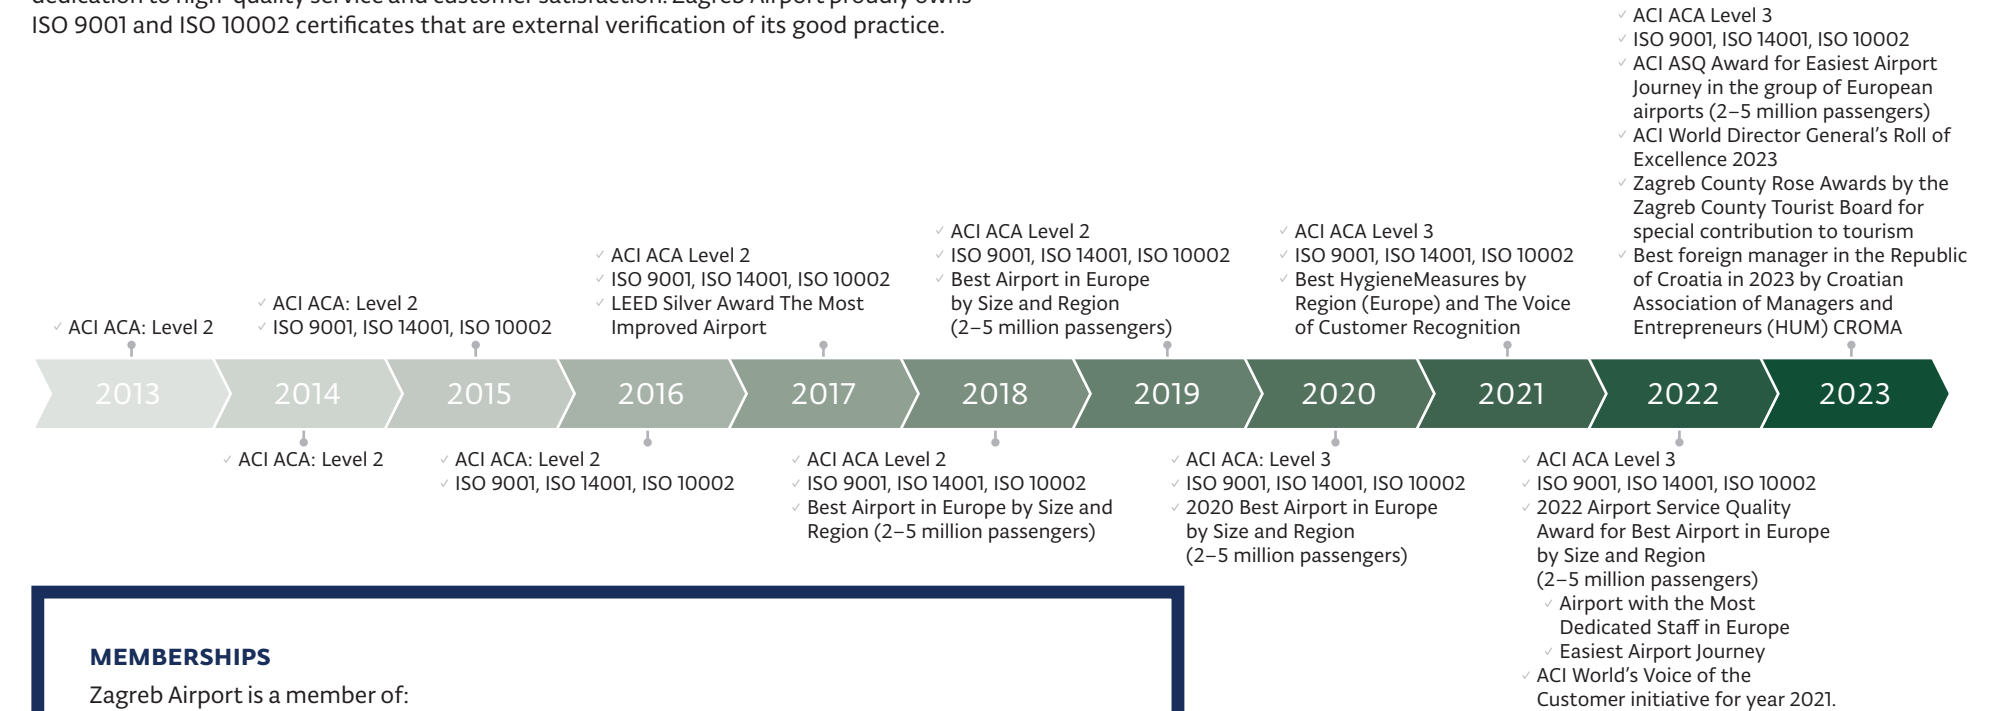 dedication to high-quality service and customer satisfaction. Zagreb Airport proudly owns
ISO 9001 and ISO 10002 certificates that are external verification of its good practice.
✓ ACI ACA: Level 2
✓ ACI ACA: Level 2
✓ ISO 9001, ISO 14001, ISO 10002
✓ ACI ACA Level 2
✓ ISO 9001, ISO 14001, ISO 10002
✓ LEED Silver Award The Most
Improved Airport
✓ ACI ACA Level 2
✓ ISO 9001, ISO 14001, ISO 10002
✓ Best Airport in Europe
by Size and Region
(2–5 million passengers)
✓ ACI ACA Level 3
✓ ISO 9001, ISO 14001, ISO 10002
✓ Best HygieneMeasures by
Region (Europe) and The Voice
of Customer Recognition
✓ ACI ACA Level 3
✓ ISO 9001, ISO 14001, ISO 10002
✓ ACI ASQ Award for Easiest Airport
Journey in the group of European
airports (2–5 million passengers)
✓ ACI World Director General’s Roll of
Excellence 2023
✓ Zagreb County Rose Awards by the
Zagreb County Tourist Board for
special contribution to tourism
✓ Best foreign manager in the Republic
of Croatia in 2023 by Croatian
Association of Managers and
Entrepreneurs (HUM) CROMA
2013 2014 2015 2016 2017 2018 2019 2020 2021 2022 2023
✓ ACI ACA: Level 2
✓ ACI ACA: Level 2
✓ ISO 9001, ISO 14001, ISO 10002
✓ ACI ACA Level 2
✓ ISO 9001, ISO 14001, ISO 10002
✓ Best Airport in Europe by Size and
Region (2–5 million passengers)
✓ ACI ACA: Level 3
✓ ISO 9001, ISO 14001, ISO 10002
✓ 2020 Best Airport in Europe
by Size and Region
(2–5 million passengers)
✓ ACI ACA Level 3
✓ ISO 9001, ISO 14001, ISO 10002
✓ 2022 Airport Service Quality
Award for Best Airport in Europe
by Size and Region
(2–5 million passengers)
✓ Airport with the Most
Dedicated Staff in Europe
✓ Easiest Airport Journey
✓ ACI World’s Voice of the
Customer initiative for year 2021.
MEMBERSHIPS
Zagreb Airport is a member of: